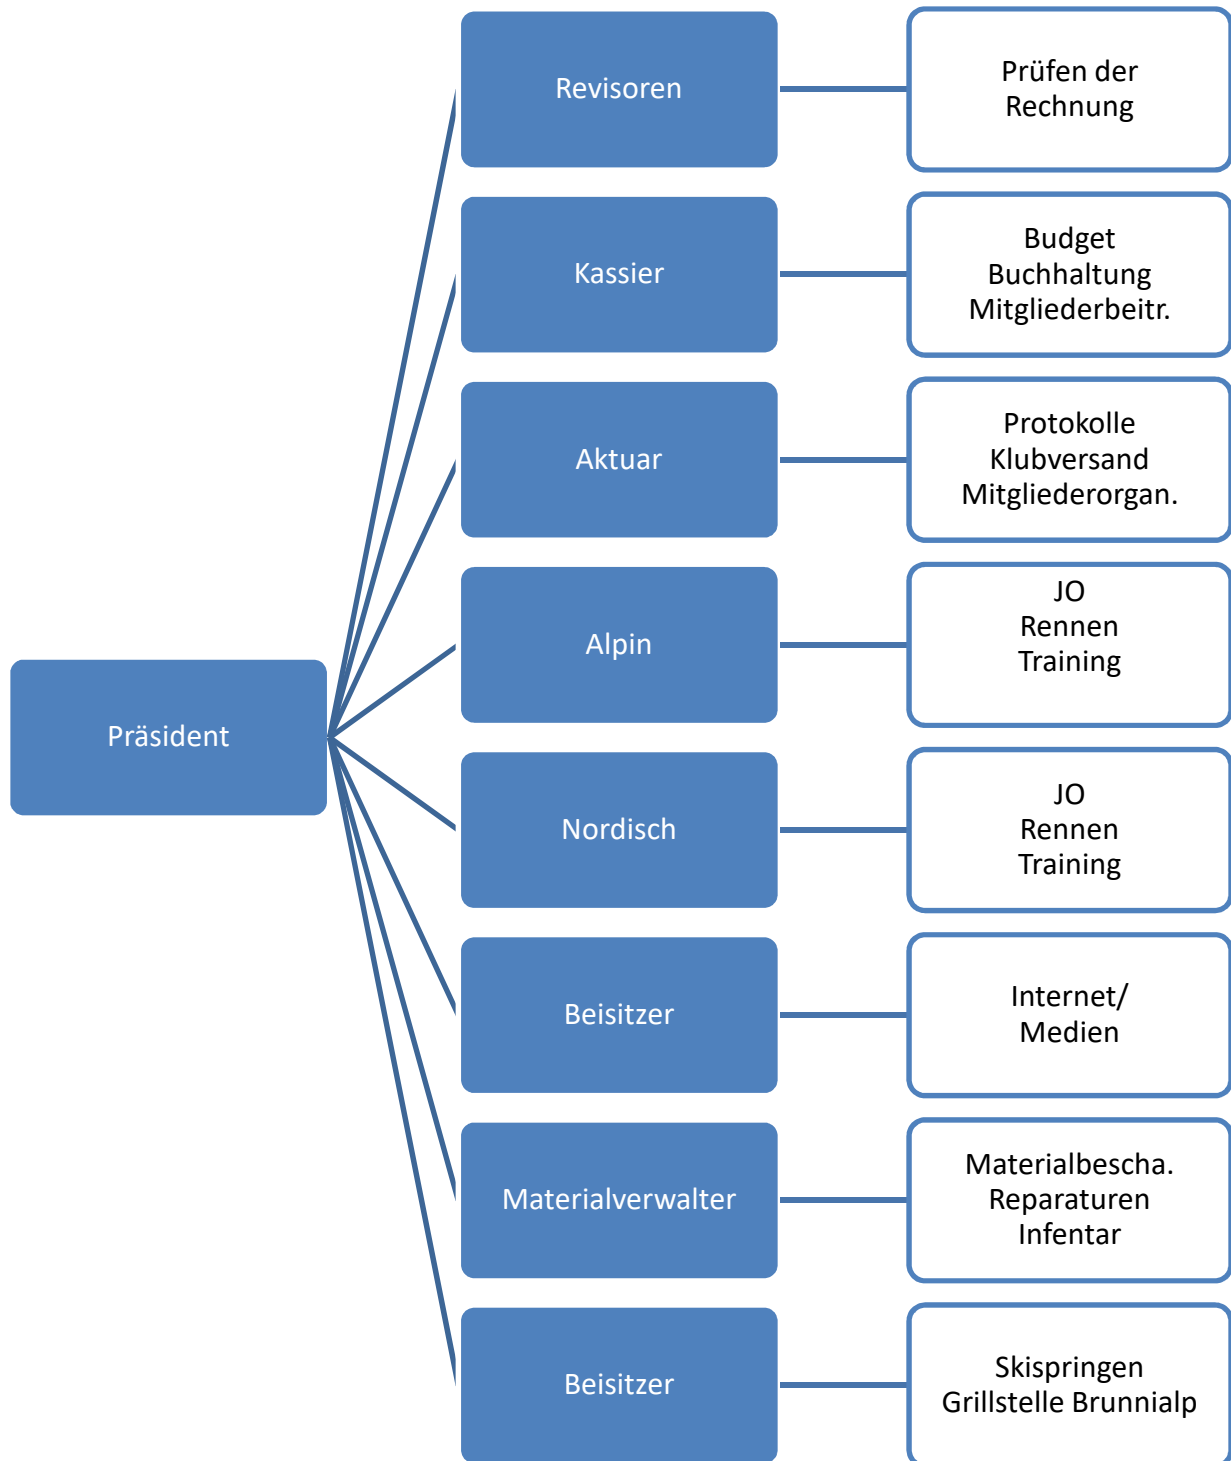 Revisoren
Prüfen der
Rechnung
Kassier
Budget
Buchhaltung
Mitgliederbeitr.
Aktuar
Protokolle
Klubversand
Mitgliederorgan.
Alpin
JO
Rennen
Training
Präsident
Nordisch
JO
Rennen
Training
Beisitzer
Internet/
Medien
Materialverwalter
Materialbescha.
Reparaturen
Infentar
Beisitzer
Skispringen
Grillstelle Brunnialp